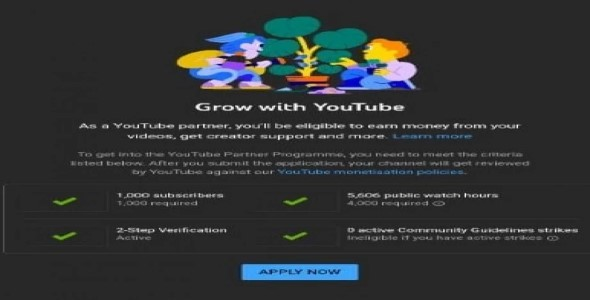 Grow with YouTube
As a YouTube partner, you'll be eligible to earn money from your
videos, get creator support and more. Learn more
To get into the YouTube Partner Programme, you need to meet the criteria
listed below. After you submit the application, your channel will get reviewed
by YouTube against our YouTube monetisation policies.
1,000 subscribers
1,000 required
5,606 public watch hours
4,000 required
2-Step Verification
Active
0 active Community Guidelines strikes
Ineligible if you have active strikes
APPLY NOW